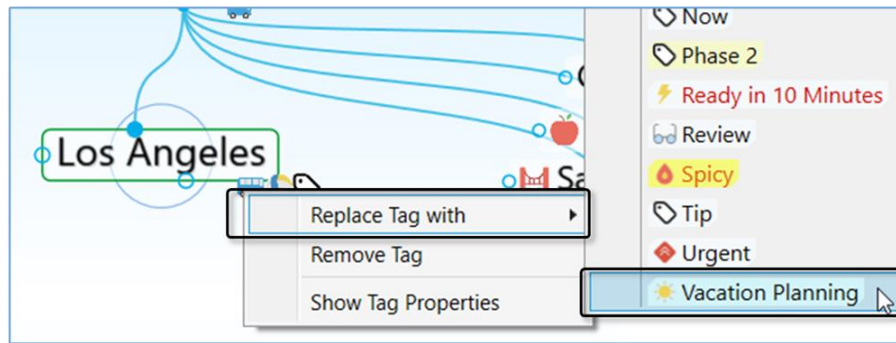 Los Angeles
Sa
Replace Tag with
Remove Tag
Show Tag Properties
Now
Phase 2
Ready in 10 Minutes
Review
Spicy
Tip
Urgent
Vacation Planning